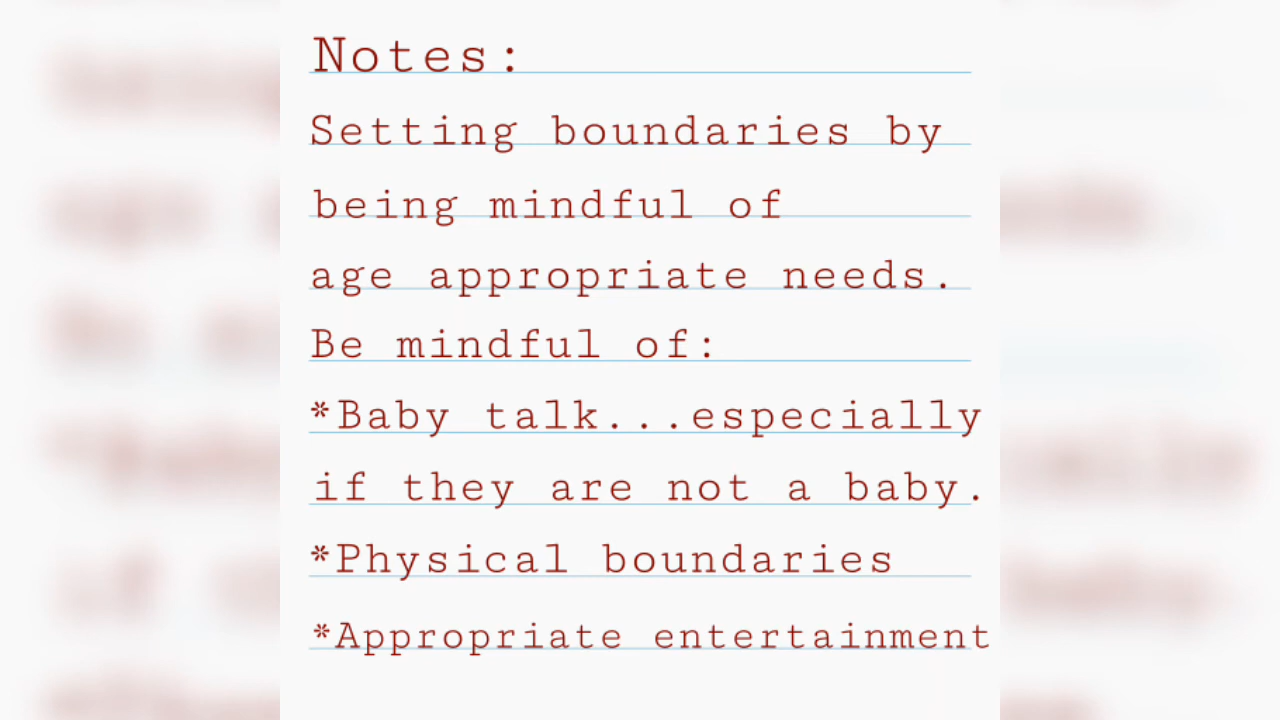 Notes:
Setting boundaries by
being mindful of
age appropriate needs.
Be mindful of:
*Baby talk...especially
if they are not a baby.
*Physical boundaries
*Appropriate entertainment